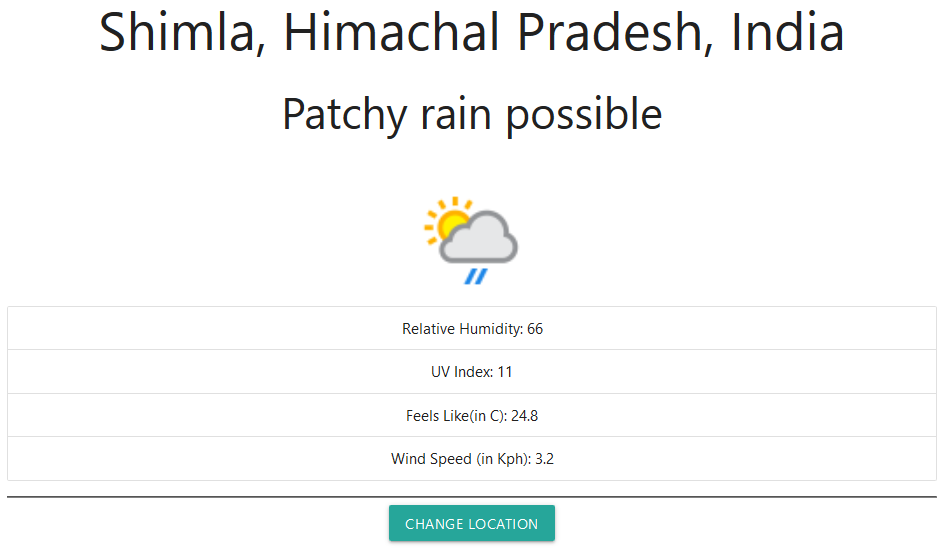 Shimla, Himachal Pradesh, India
Patchy rain possible
Relative Humidity: 66
UV Index: 11
Feels Like(in C): 24.8
Wind Speed (in Kph): 3.2
CHANGE LOCATION